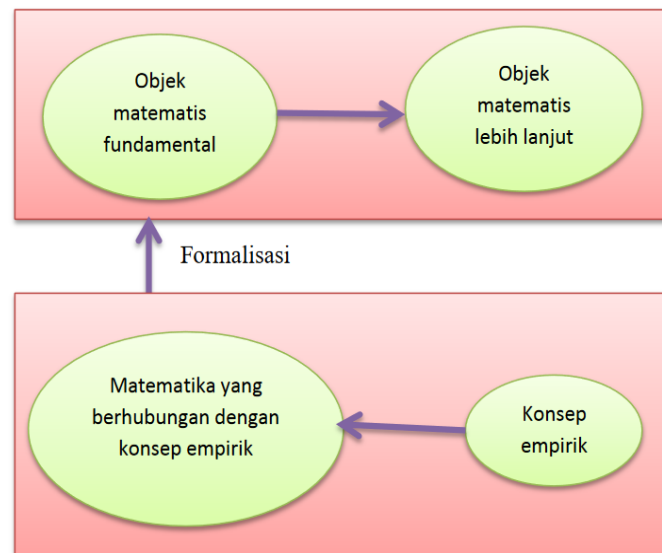 Objek
matematis
fundamental
Objek
matematis
lebih lanjut
Formalisasi
Matematika yang
berhubungan dengan
konsep empirik
Konsep
empirik